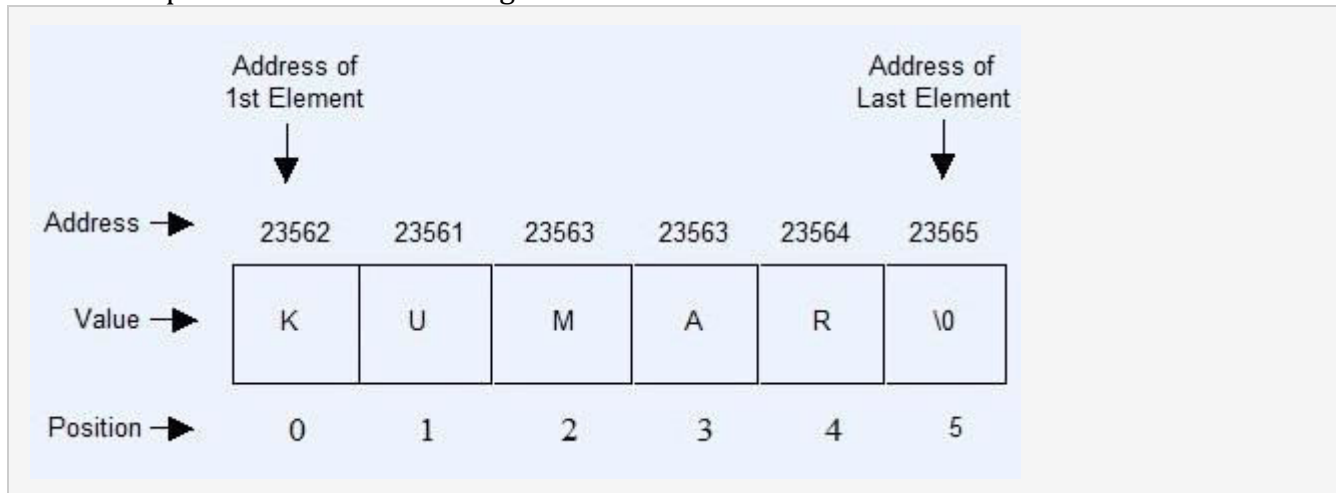 Address of
1st Element
Address of
Last Element
Address
23562 23561 23563 23563 23564 23565
Value
K U M A R \0
Position
0 1 2 3 4 5